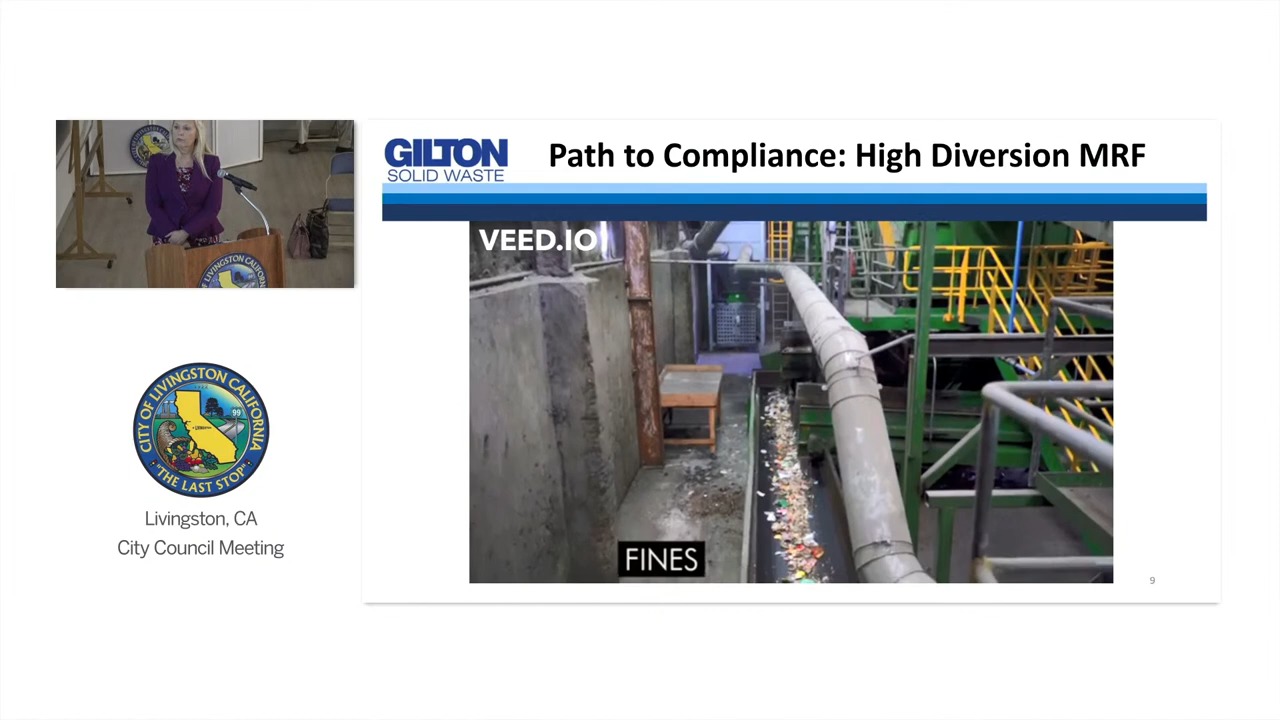 GILTON
SOLID WASTE
Path to Compliance: High Diversion MRF
VEED.IO
FINES
9
CITY OF LIVINGSTON CALIFORNIA
99
"THE LAST STOP"
Livingston, CA
City Council Meeting